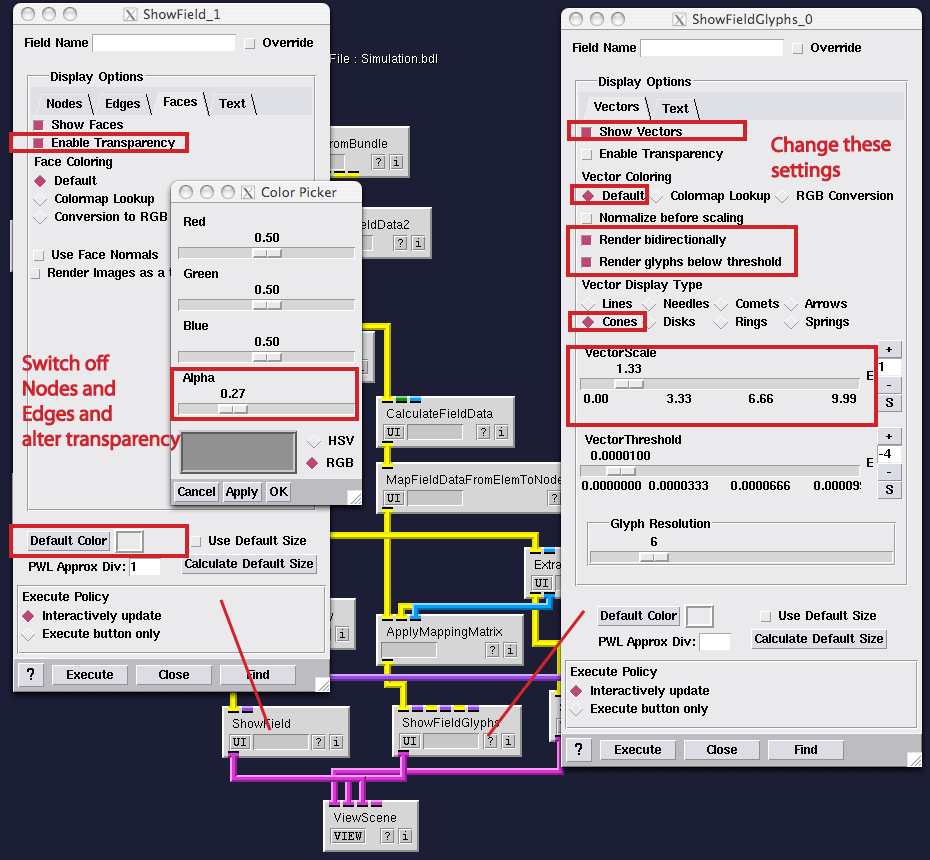 ShowField_1
Field Name
Override
Display Options
Nodes Edges Faces Text
Show Faces
Enable Transparency
Face Coloring
Default
Colormap Lookup
Conversion to RGB
Use Face Normals
Render Images as a
Switch off
Nodes and
Edges and
alter transparency
Default Color
Use Default Size
PWL Approx Div: 1
Calculate Default Size
Execute Policy
Interactively update
Execute button only
? Execute Close Find
Color Picker
Red
0.50
Green
0.50
Blue
0.50
Alpha
0.27
HSV
RGB
Cancel Apply OK
File : Simulation.bdl
romBundle
? i
ldData2
? i
CalculateFieldData
UI ? i
MapFieldDataFromElemToNode
UI ?
Extra
UI
ApplyMappingMatrix
? i
i
ShowField
UI ? i
ShowFieldGlyphs
UI ? i
ViewScene
VIEW ? i
ShowFieldGlyphs_0
Field Name
Override
Display Options
Vectors Text
Show Vectors
Change these
settings
Enable Transparency
Vector Coloring
Default Colormap Lookup RGB Conversion
Normalize before scaling
Render bidirectionally
Render glyphs below threshold
Vector Display Type
Lines Needles Comets Arrows
Cones Disks Rings Springs
VectorScale
1.33
0.00 3.33 6.66 9.99
+
E 1
-
S
VectorThreshold
0.0000100
0.0000000 0.0000333 0.0000666 0.000099
+
E -4
-
S
Glyph Resolution
6
Default Color
Use Default Size
PWL Approx Div:
Calculate Default Size
Execute Policy
Interactively update
Execute button only
? Execute Close Find